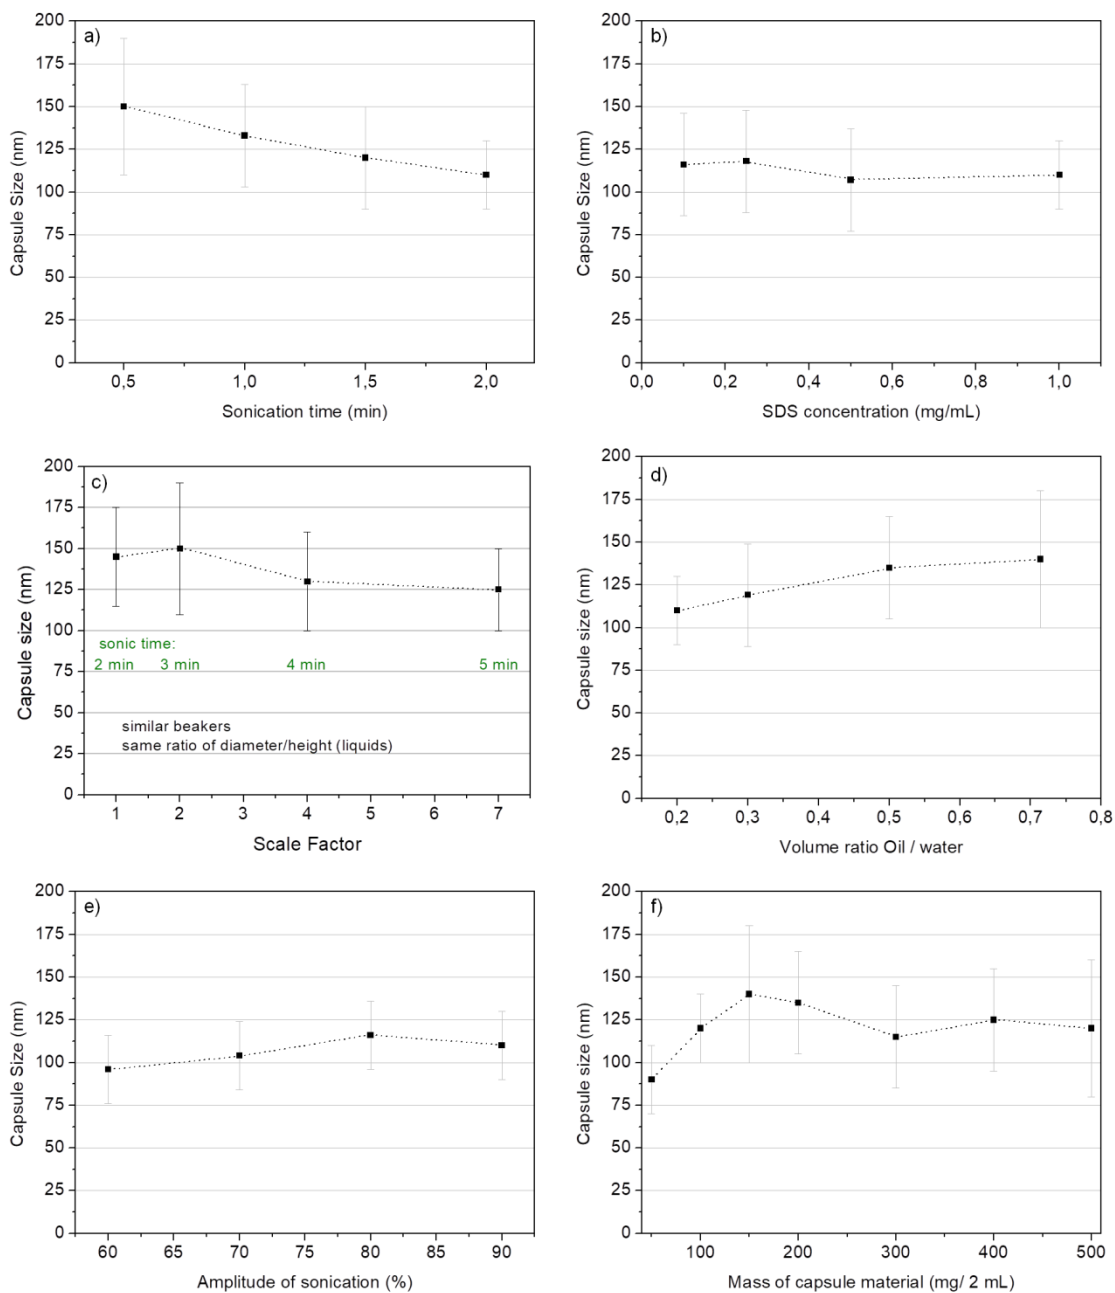 a)
200
175
150
125
100
75
50
25
0
Capsule Size (nm)
0,5 1,0 1,5 2,0
Sonication time (min)
b)
200
175
150
125
100
75
50
25
0
Capsule Size (nm)
0,0 0,2 0,4 0,6 0,8 1,0
SDS concentration (mg/mL)
c)
200
175
150
125
100
75
50
25
0
Capsule size (nm)
sonic time:
2 min 3 min 4 min 5 min
similar beakers
same ratio of diameter/height (liquids)
1 2 3 4 5 6 7
Scale Factor
d)
200
175
150
125
100
75
50
25
0
Capsule size (nm)
0,2 0,3 0,4 0,5 0,6 0,7 0,8
Volume ratio Oil / water
e)
200
175
150
125
100
75
50
25
0
Capsule Size (nm)
60 65 70 75 80 85 90
Amplitude of sonication (%)
f)
200
175
150
125
100
75
50
25
0
Capsule size (nm)
100 200 300 400 500
Mass of capsule material (mg/ 2 mL)